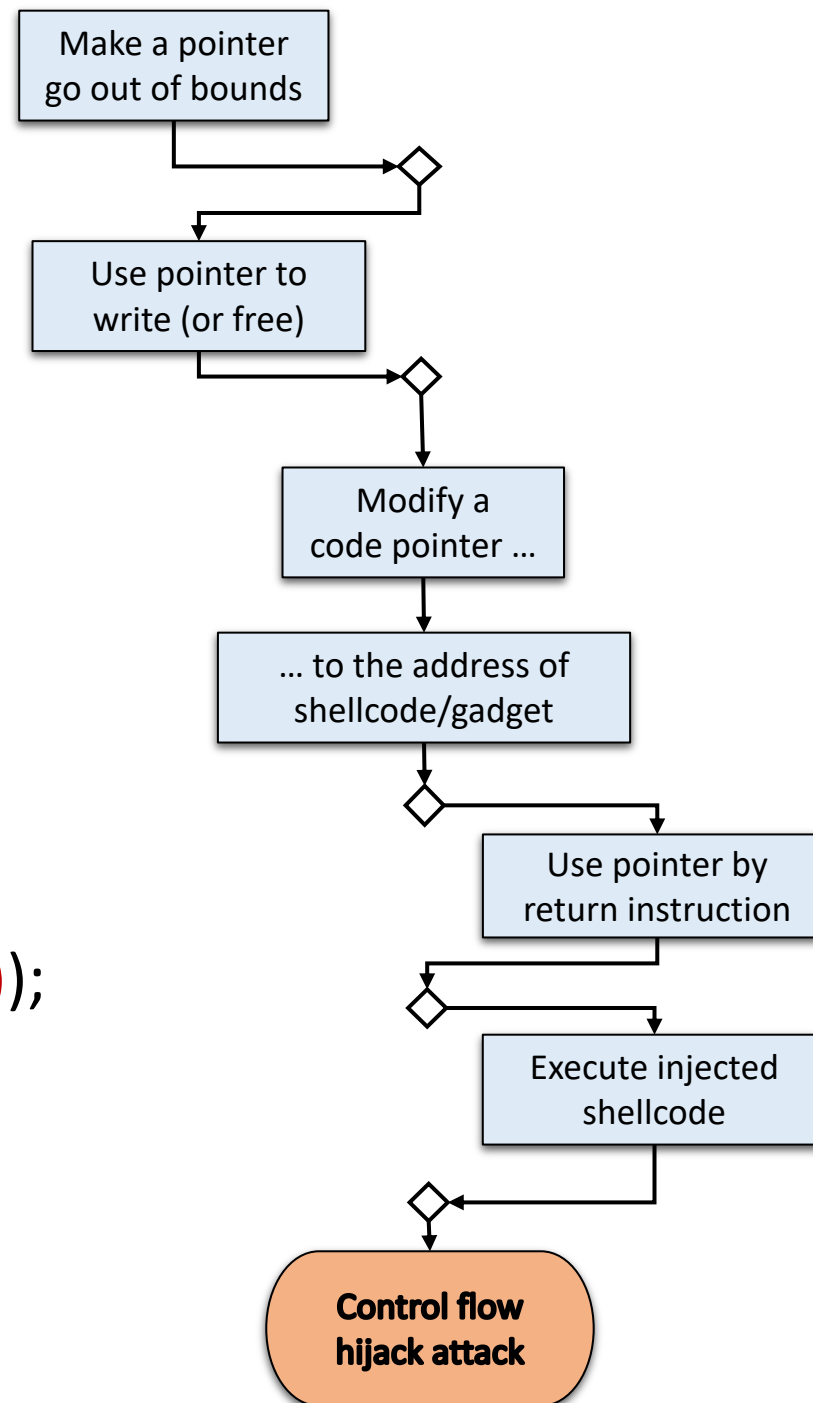 Make a pointer
go out of bounds
Use pointer to
write (or free)
Modify a
code pointer …
… to the address of
shellcode/gadget
Use pointer by
return instruction
);
Execute injected
shellcode
Control flow
hijack attack